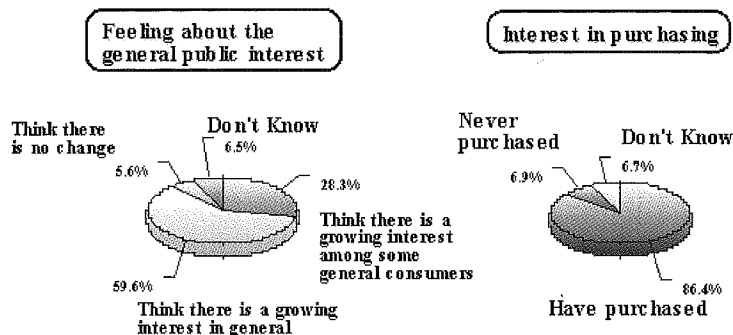 Feeling about the
general public interest
Interest in purchasing
Think there
is no change
Don't Know
6.5%
5.6%
28.3%
Think there is a
growing interest
among some
general consumers
59.6%
Think there is a growing
interest in general
Never
purchased
Don't Know
6.7%
6.9%
86.4%
Have purchased